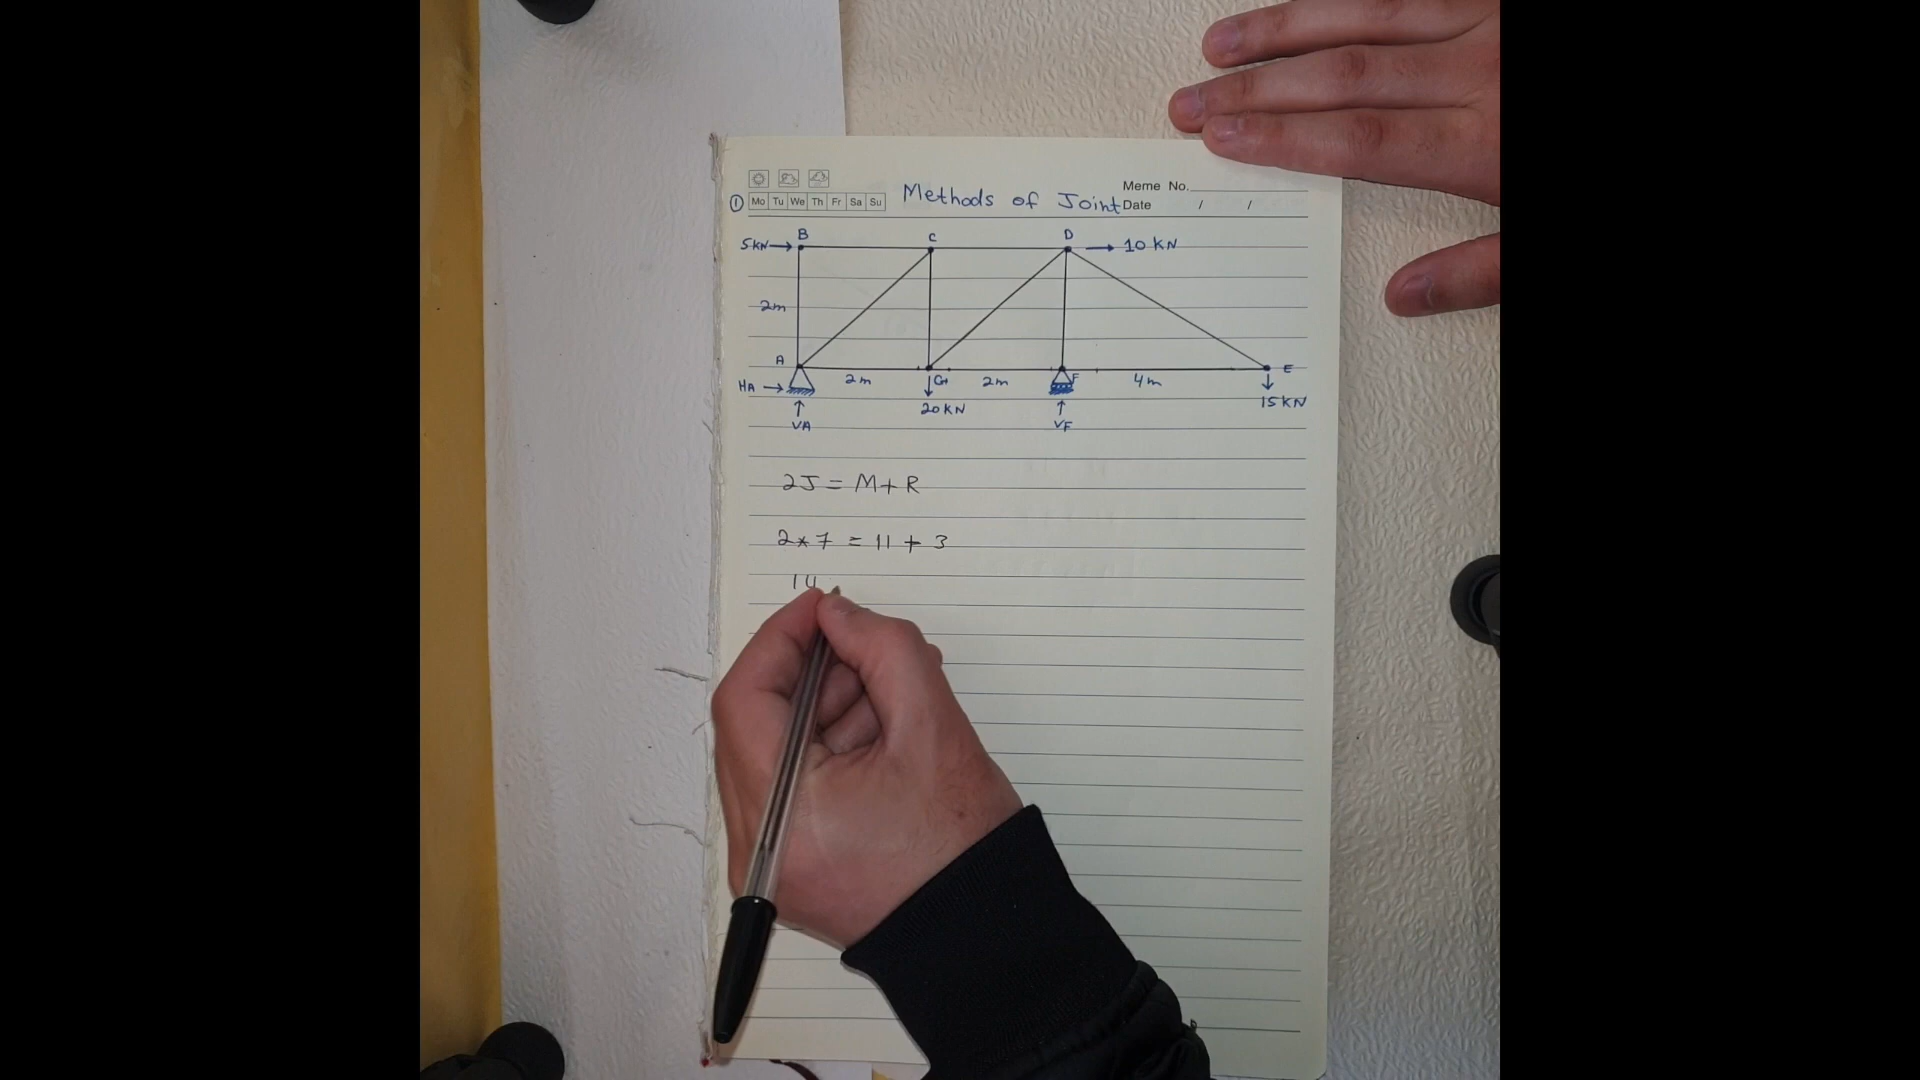 Meme No.
① Mo Tu We Th Fr Sa Su Methods of Joint Date / /
B C D
5KN 10 KN
2m
A G F E
HA 2m 2m 4m
20KN 15KN
VA VF
2J = M + R
2*7 = 11 + 3
14